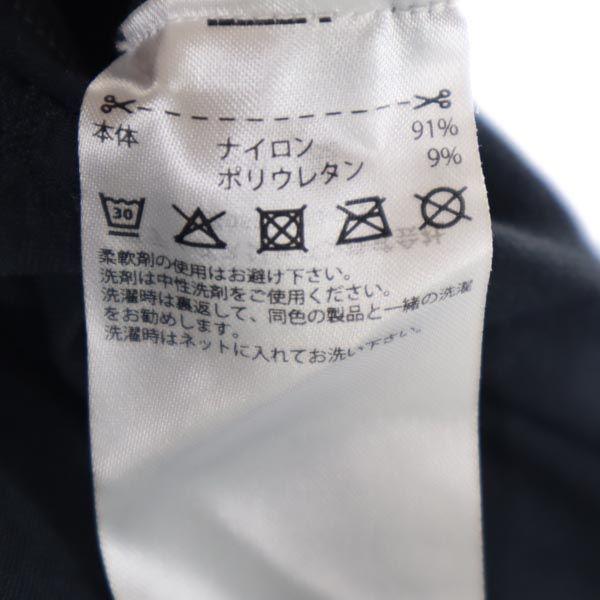 本体
ナイロン 91%
ポリウレタン 9%
30
柔軟剤の使用はお避け下さい。
洗剤は中性洗剤をご使用ください。
洗濯時は裏返して、同色の製品と一緒の洗濯
をお勧めします。
洗濯時はネットに入れてお洗い下さい。